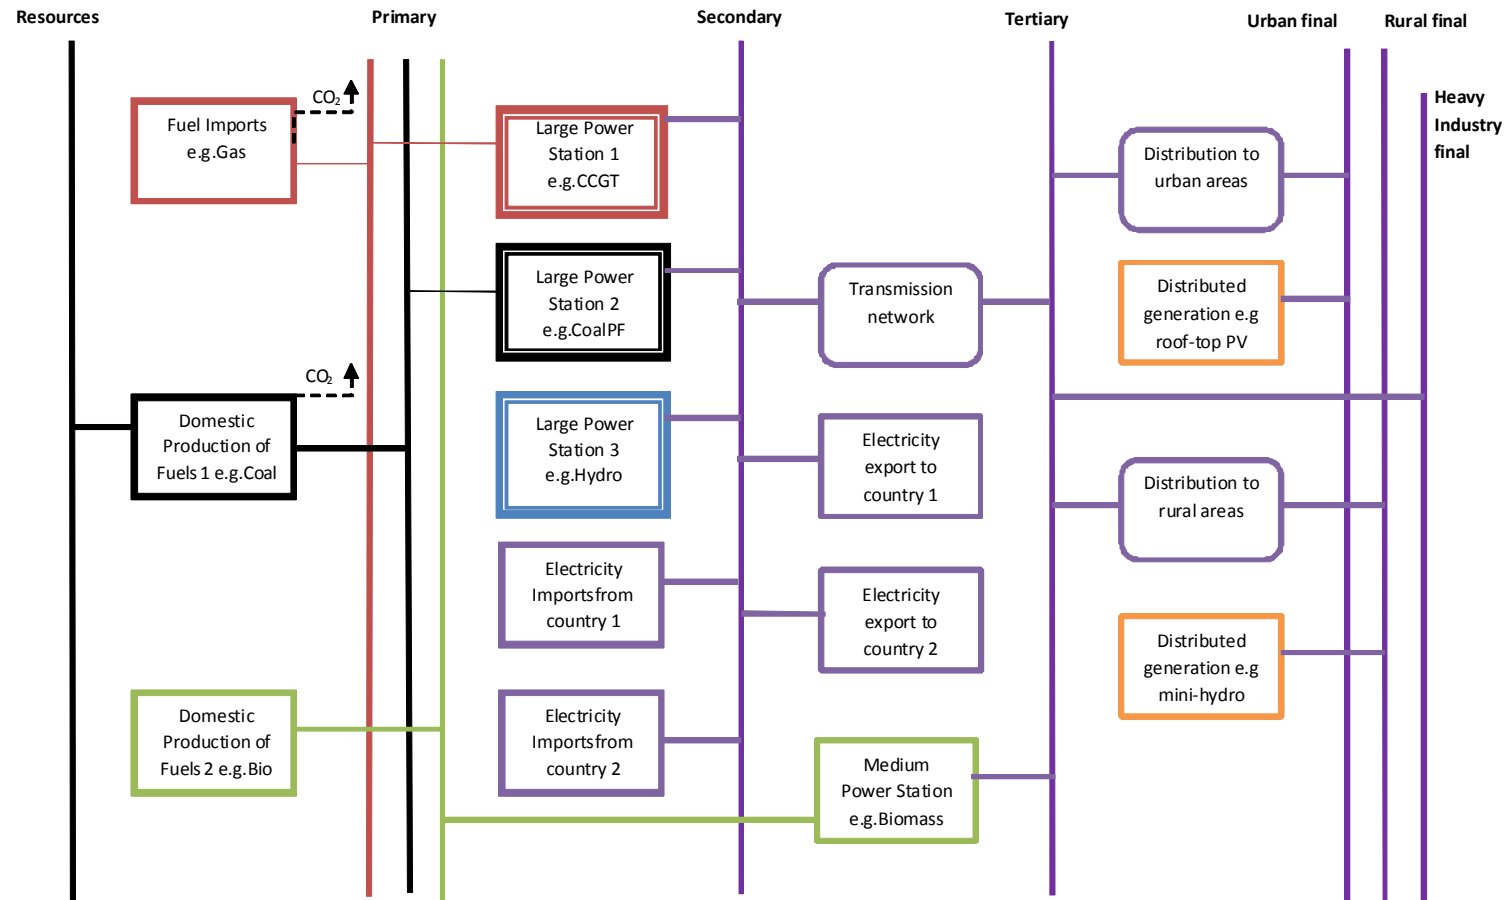 Resources
Primary
Secondary
Tertiary
Urban final
Rural final
Heavy
Industry
final
Fuel Imports
e.g.Gas
CO₂
Large Power
Station 1
e.g.CCGT
Distribution to
urban areas
Large Power
Station 2
e.g.CoalPF
Transmission
network
Distributed
generation e.g
roof-top PV
CO₂
Domestic
Production of
Fuels 1 e.g.Coal
Large Power
Station 3
e.g.Hydro
Electricity
export to
country 1
Distribution to
rural areas
Electricity
Importsfrom
country 1
Electricity
export to
country 2
Distributed
generation e.g
mini-hydro
Domestic
Production of
Fuels 2 e.g.Bio
Electricity
Importsfrom
country 2
Medium
Power Station
e.g.Biomass